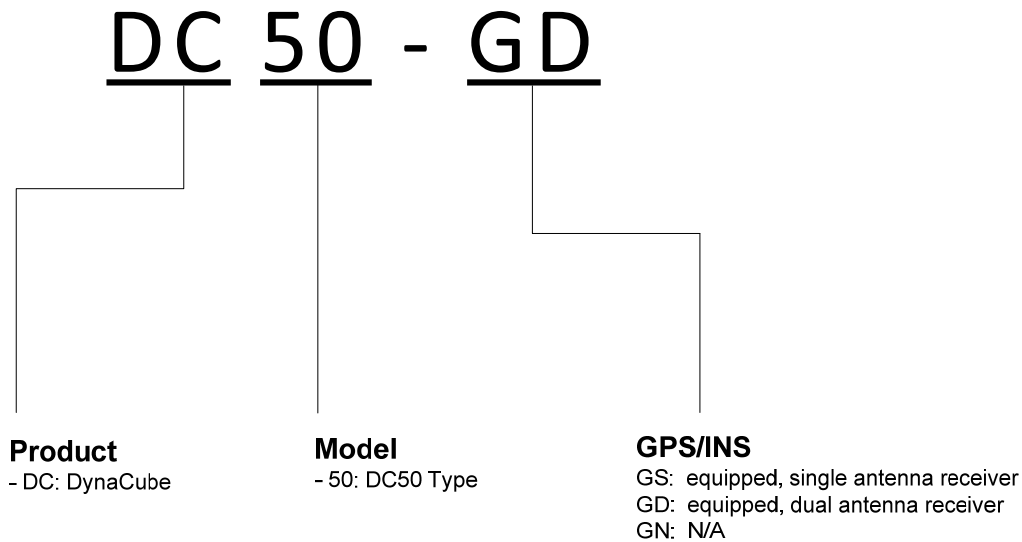 DC 50 - GD
Product
- DC: DynaCube
Model
- 50: DC50 Type
GPS/INS
GS: equipped, single antenna receiver
GD: equipped, dual antenna receiver
GN: N/A